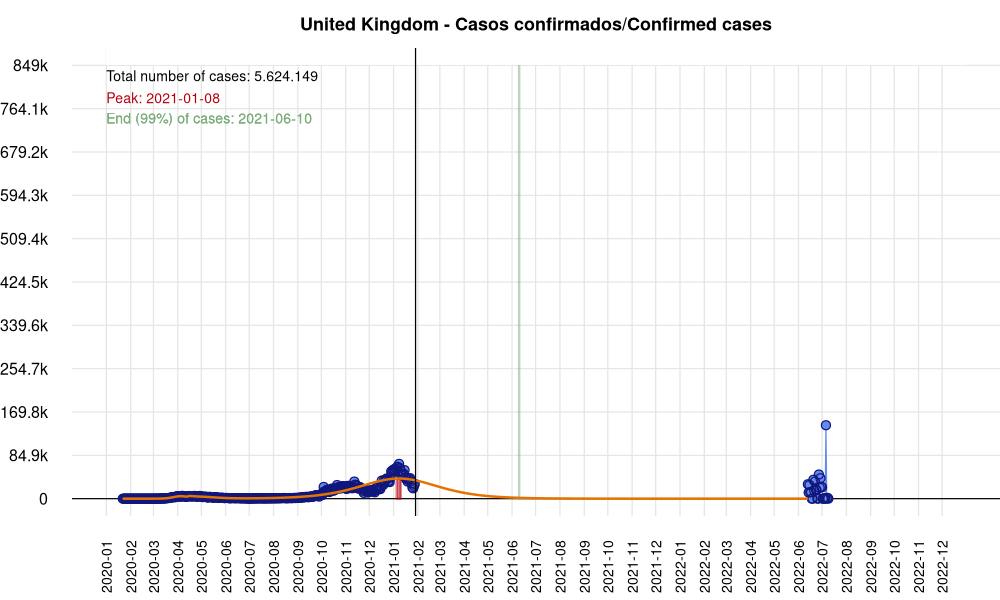 United Kingdom - Casos confirmados/Confirmed cases
849k
Total number of cases: 5.624.149
Peak: 2021-01-08
764.1k
End (99%) of cases: 2021-06-10
679.2k
594.3k
509.4k
424.5k
339.6k
254.7k
169.8k
84.9k
0
2020-01
2020-02
2020-03
2020-04
2020-05
2020-06
2020-07
2020-08
2020-09
2020-10
2020-11
2020-12
2021-01
2021-02
2021-03
2021-04
2021-05
2021-06
2021-07
2021-08
2021-09
2021-10
2021-11
2021-12
2022-01
2022-02
2022-03
2022-04
2022-05
2022-06
2022-07
2022-08
2022-09
2022-10
2022-11
2022-12